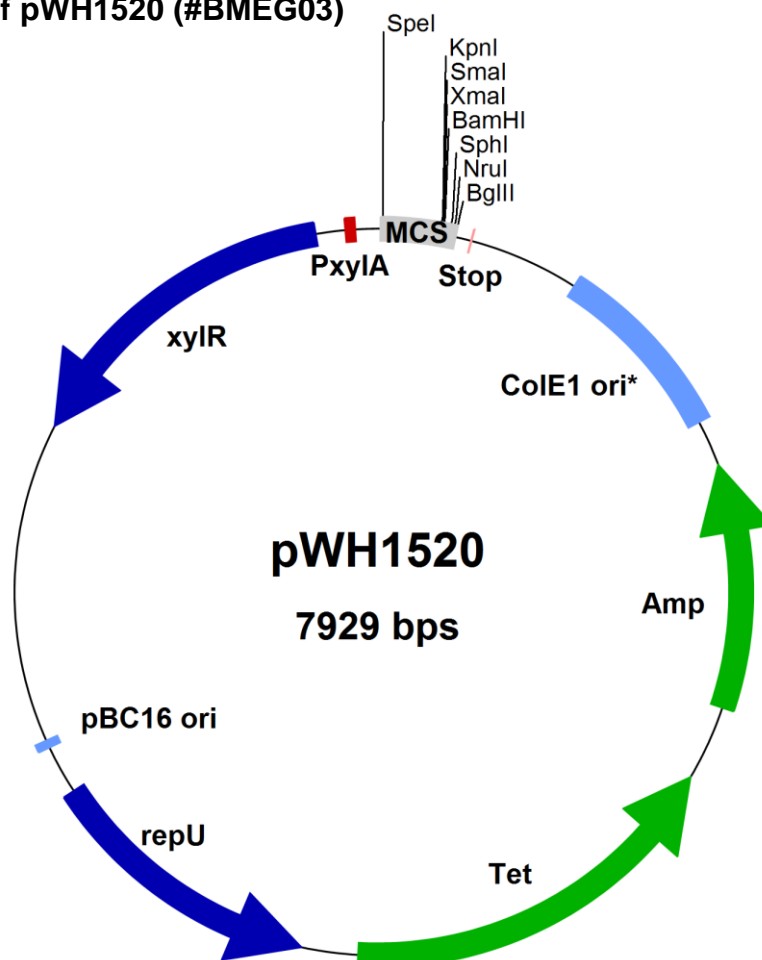 f pWH1520 (#BMEG03)
SpeI
KpnI
SmaI
XmaI
BamHI
SphI
NruI
BglII
MCS
PxylA
Stop
xylR
ColE1 ori*
pWH1520
7929 bps
Amp
pBC16 ori
repU
Tet